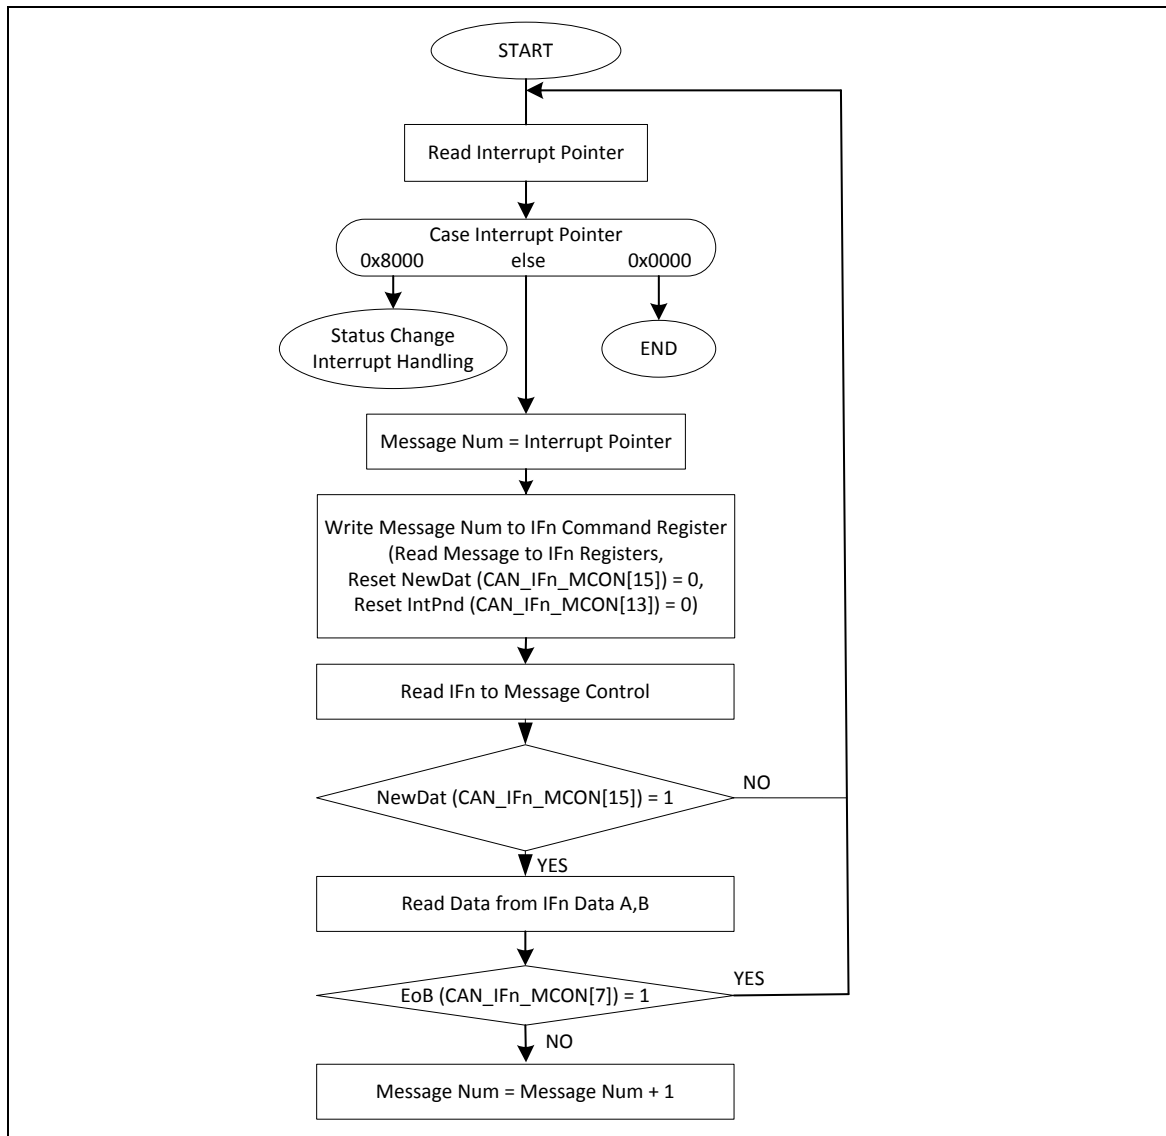 START
Read Interrupt Pointer
Case Interrupt Pointer
0x8000 else 0x0000
Status Change
Interrupt Handling
END
Message Num = Interrupt Pointer
Write Message Num to IFn Command Register
(Read Message to IFn Registers,
Reset NewDat (CAN_IFn_MCON[15]) = 0,
Reset IntPnd (CAN_IFn_MCON[13]) = 0)
Read IFn to Message Control
NewDat (CAN_IFn_MCON[15]) = 1
NO
YES
Read Data from IFn Data A,B
EoB (CAN_IFn_MCON[7]) = 1
YES
NO
Message Num = Message Num + 1